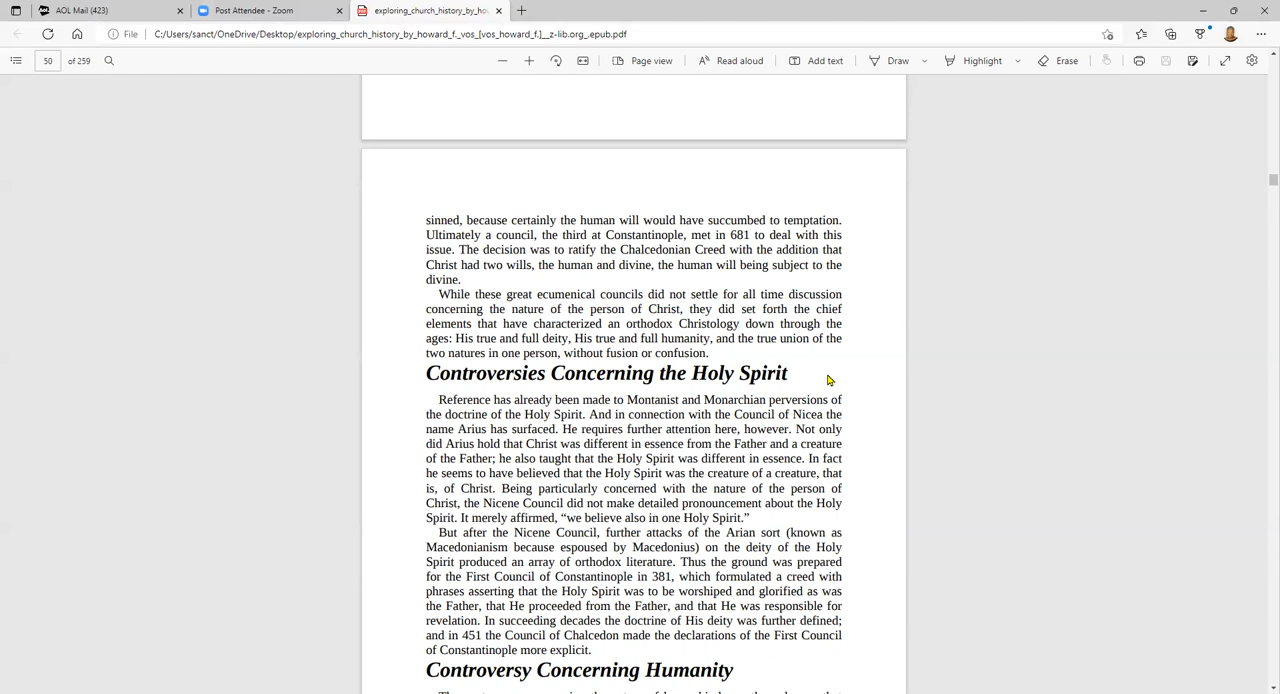 AOL Mail (423)
Post Attendee - Zoom
exploring_church_history_by_ho
File
C:/Users/sanct/OneDrive/Desktop/exploring_church_history_by_howard_f._vos_[vos_howard_f.]__z-lib.org_.epub.pdf
50 of 259
Page view
Read aloud
Add text
Draw
Highlight
Erase
sinned, because certainly the human will would have succumbed to temptation.
Ultimately a council, the third at Constantinople, met in 681 to deal with this
issue. The decision was to ratify the Chalcedonian Creed with the addition that
Christ had two wills, the human and divine, the human will being subject to the
divine.
While these great ecumenical councils did not settle for all time discussion
concerning the nature of the person of Christ, they did set forth the chief
elements that have characterized an orthodox Christology down through the
ages: His true and full deity, His true and full humanity, and the true union of the
two natures in one person, without fusion or confusion.
Controversies Concerning the Holy Spirit
Reference has already been made to Montanist and Monarchian perversions of
the doctrine of the Holy Spirit. And in connection with the Council of Nicea the
name Arius has surfaced. He requires further attention here, however. Not only
did Arius hold that Christ was different in essence from the Father and a creature
of the Father; he also taught that the Holy Spirit was different in essence. In fact
he seems to have believed that the Holy Spirit was the creature of a creature, that
is, of Christ. Being particularly concerned with the nature of the person of
Christ, the Nicene Council did not make detailed pronouncement about the Holy
Spirit. It merely affirmed, “we believe also in one Holy Spirit.”
But after the Nicene Council, further attacks of the Arian sort (known as
Macedonianism because espoused by Macedonius) on the deity of the Holy
Spirit produced an array of orthodox literature. Thus the ground was prepared
for the First Council of Constantinople in 381, which formulated a creed with
phrases asserting that the Holy Spirit was to be worshiped and glorified as was
the Father, that He proceeded from the Father, and that He was responsible for
revelation. In succeeding decades the doctrine of His deity was further defined;
and in 451 the Council of Chalcedon made the declarations of the First Council
of Constantinople more explicit.
Controversy Concerning Humanity